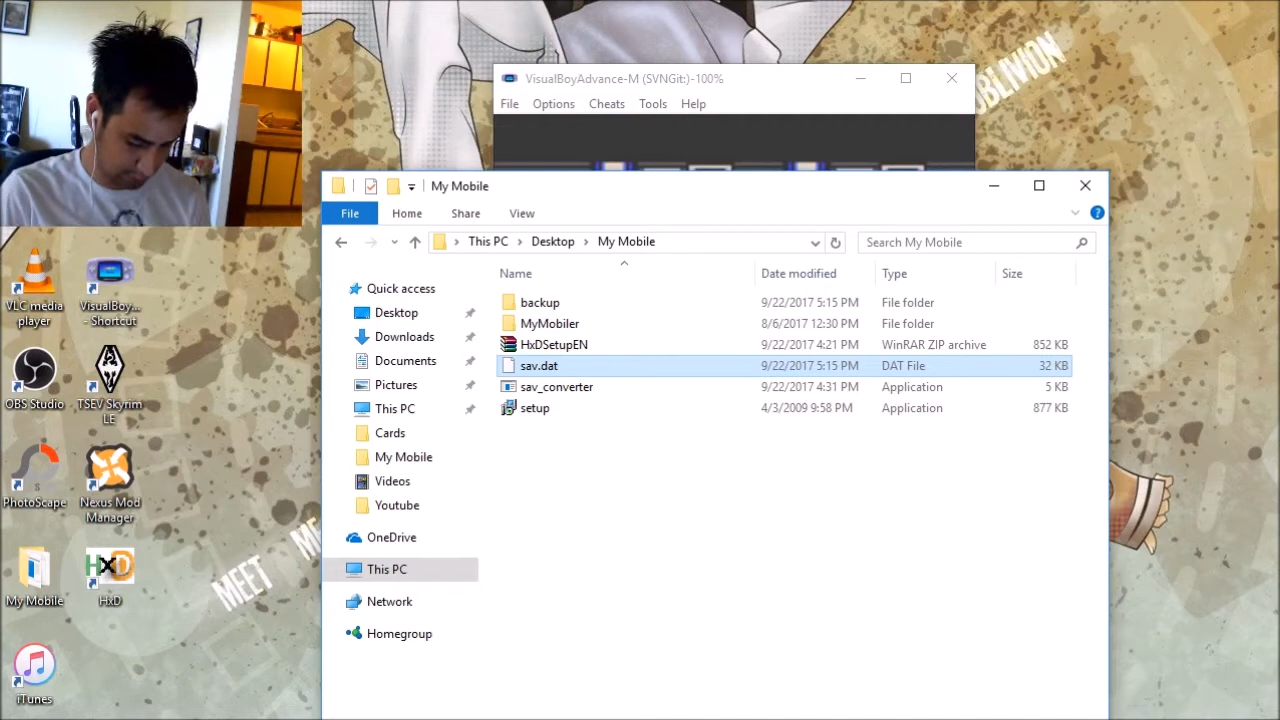 OBLIVION
VisualBoyAdvance-M (SVNGit:)-100%
File Options Cheats Tools Help
My Mobile
File Home Share View
This PC > Desktop > My Mobile
Search My Mobile
Name Date modified Type Size
Quick access
Desktop
Downloads
Documents
Pictures
This PC
Cards
My Mobile
Videos
Youtube
OneDrive
This PC
Network
Homegroup
backup 9/22/2017 5:15 PM File folder
MyMobiler 8/6/2017 12:30 PM File folder
HxDSetupEN 9/22/2017 4:21 PM WinRAR ZIP archive 852 KB
sav.dat 9/22/2017 5:15 PM DAT File 32 KB
sav_converter 9/22/2017 4:31 PM Application 5 KB
setup 4/3/2009 9:58 PM Application 877 KB
VLC media
player
VisualBoy...
- Shortcut
OBS Studio
TSEV Skyrim
LE
PhotoScape
Nexus Mod
Manager
My Mobile
HxD
HxD
iTunes
MEET ME